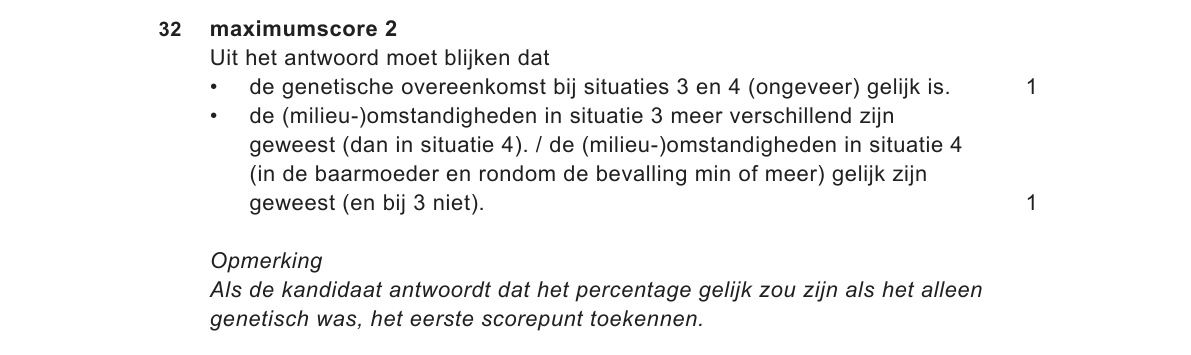 32 maximumscore 2
Uit het antwoord moet blijken dat
• de genetische overeenkomst bij situaties 3 en 4 (ongeveer) gelijk is. 1
• de (milieu-)omstandigheden in situatie 3 meer verschillend zijn
geweest (dan in situatie 4). / de (milieu-)omstandigheden in situatie 4
(in de baarmoeder en rondom de bevalling min of meer) gelijk zijn
geweest (en bij 3 niet). 1
Opmerking
Als de kandidaat antwoordt dat het percentage gelijk zou zijn als het alleen
genetisch was, het eerste scorepunt toekennen.